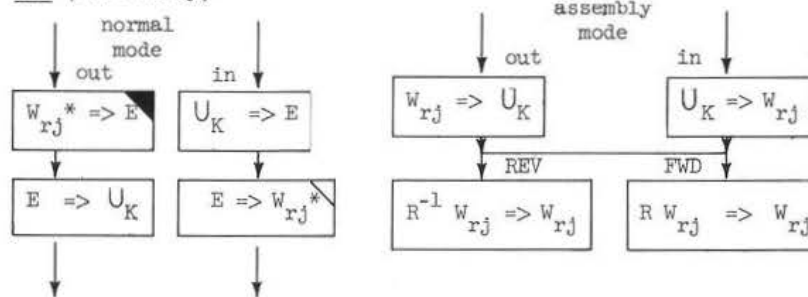 normal
mode
out
in
W_rj* => E
U_K => E
E => U_K
E => W_rj*
assembly
mode
out
in
W_rj => U_K
U_K => W_rj
REV
FWD
R^-1 W_rj => W_rj
R W_rj => W_rj